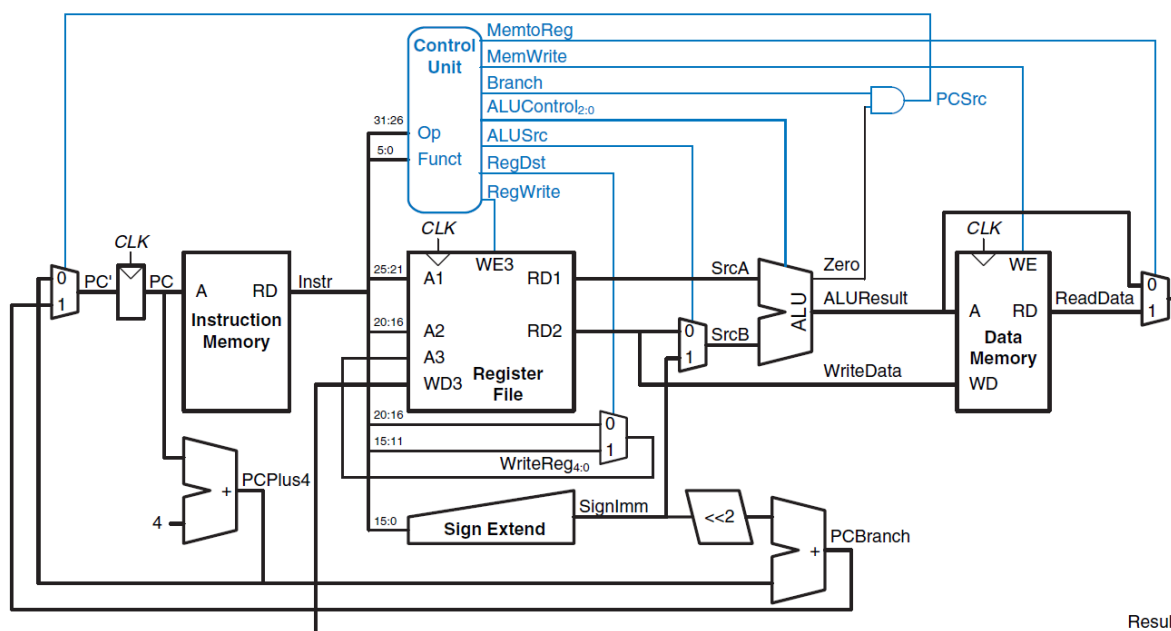 MemtoReg
Control
Unit
MemWrite
Branch
ALUControl2:0
PCSrc
31:26
Op
ALUSrc
5:0
Funct
RegDst
RegWrite
CLK
CLK
CLK
0
1
PC'
PC
A
RD
Instruction
Memory
Instr
25:21
A1
WE3
RD1
SrcA
Zero
WE
20:16
A2
RD2
0
1
SrcB
ALU
ALUResult
A
RD
ReadData
0
1
A3
Data
Memory
WD3
Register
File
WriteData
WD
20:16
0
15:11
1
WriteReg4:0
PCPlus4
+
4
SignImm
15:0
Sign Extend
<<2
+
PCBranch
Resul